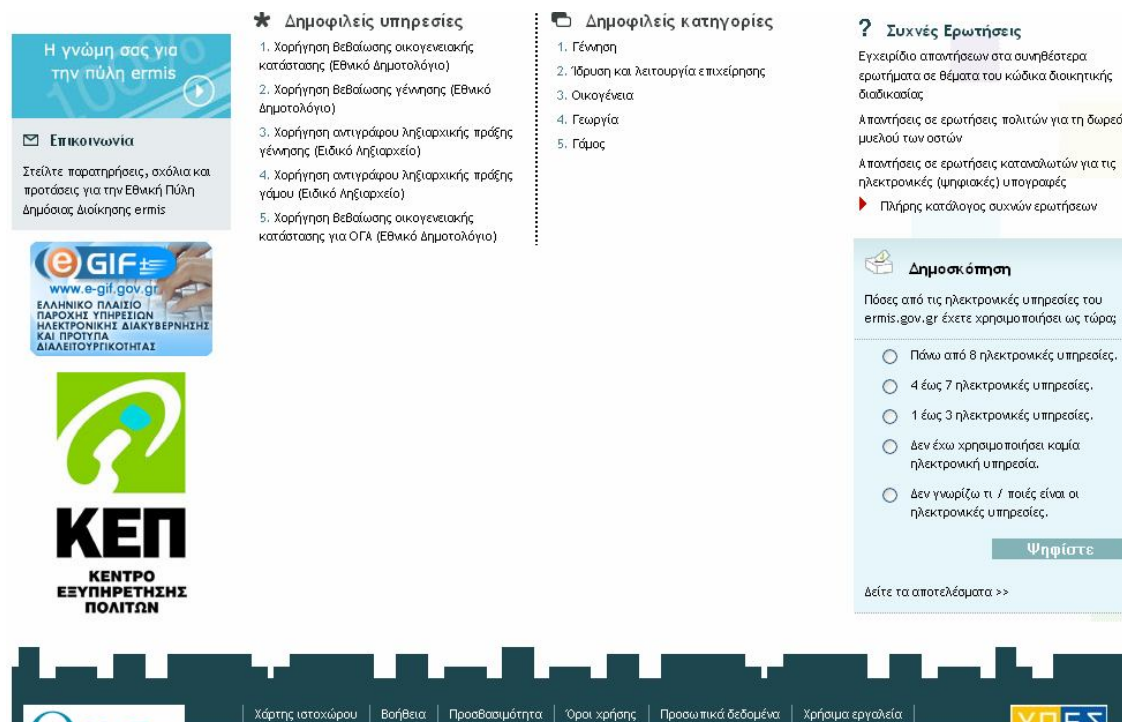 Η γνώμη σας για
την πύλη ermis
100%
Επικοινωνία
Στείλτε παρατηρήσεις, σχόλια και
προτάσεις για την Εθνική Πύλη
Δημόσιας Διοίκησης ermis
e GIF
www.e-gif.gov.gr
ΕΛΛΗΝΙΚΟ ΠΛΑΙΣΙΟ
ΠΑΡΟΧΗΣ ΥΠΗΡΕΣΙΩΝ
ΗΛΕΚΤΡΟΝΙΚΗΣ ΔΙΑΚΥΒΕΡΝΗΣΗΣ
ΚΑΙ ΠΡΟΤΥΠΑ
ΔΙΑΛΕΙΤΟΥΡΓΙΚΟΤΗΤΑΣ
ΚΕΠ
ΚΕΝΤΡΟ
ΕΞΥΠΗΡΕΤΗΣΗΣ
ΠΟΛΙΤΩΝ
Δημοφιλείς υπηρεσίες
1. Χορήγηση Βεβαίωσης οικογενειακής
κατάστασης (Εθνικό Δημοτολόγιο)
2. Χορήγηση Βεβαίωσης γέννησης (Εθνικό
Δημοτολόγιο)
3. Χορήγηση αντιγράφου ληξιαρχικής πράξης
γέννησης (Ειδικό Ληξιαρχείο)
4. Χορήγηση αντιγράφου ληξιαρχικής πράξης
γάμου (Ειδικό Ληξιαρχείο)
5. Χορήγηση Βεβαίωσης οικογενειακής
κατάστασης για ΟΓΑ (Εθνικό Δημοτολόγιο)
Δημοφιλείς κατηγορίες
1. Γέννηση
2. Ίδρυση και λειτουργία επιχείρησης
3. Οικογένεια
4. Γεωργία
5. Γάμος
? Συχνές Ερωτήσεις
Εγχειρίδιο απαντήσεων στα συνηθέστερα
ερωτήματα σε θέματα του κώδικα διοικητικής
διαδικασίας
Απαντήσεις σε ερωτήσεις πολιτών για τη δωρεά
μυελού των οστών
Απαντήσεις σε ερωτήσεις καταναλωτών για τις
ηλεκτρονικές (ψηφιακές) υπογραφές
Πλήρης κατάλογος συχνών ερωτήσεων
Δημοσκόπηση
Πόσες από τις ηλεκτρονικές υπηρεσίες του
ermis.gov.gr έχετε χρησιμοποιήσει ως τώρα;
Πάνω από 8 ηλεκτρονικές υπηρεσίες.
4 έως 7 ηλεκτρονικές υπηρεσίες.
1 έως 3 ηλεκτρονικές υπηρεσίες.
Δεν έχω χρησιμοποιήσει καμία
ηλεκτρονική υπηρεσία.
Δεν γνωρίζω τι / ποιές είναι οι
ηλεκτρονικές υπηρεσίες.
Ψηφίστε
Δείτε τα αποτελέσματα >>
Χάρτης ιστοχώρου | Βοήθεια | Προσβασιμότητα | Όροι χρήσης | Προσωπικά δεδομένα | Χρήσιμα εργαλεία |
ΥΠΕΣ